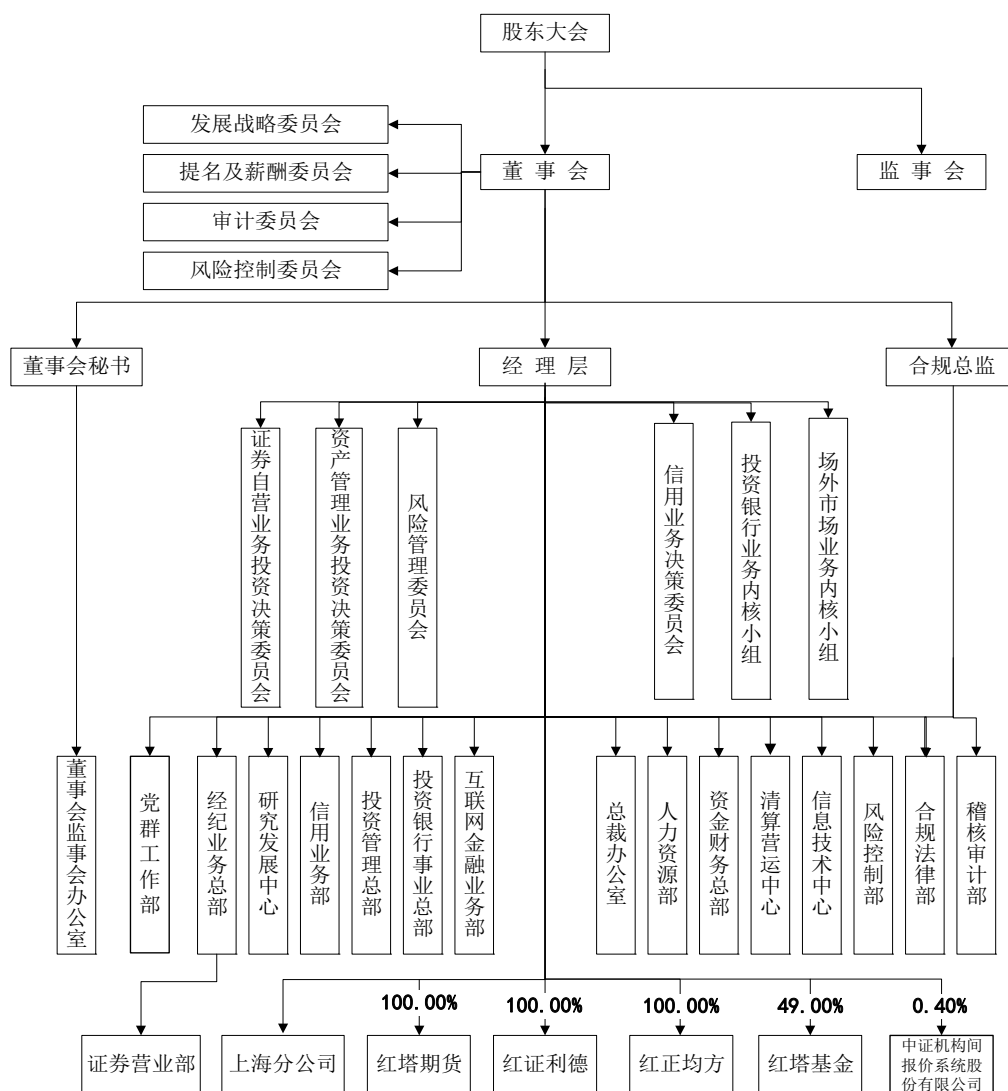 股东大会
发展战略委员会
提名及薪酬委员会
董 事 会
监 事 会
审计委员会
风险控制委员会
董事会秘书
经 理 层
合规总监
证券自营业务投资决策委员会
资产管理业务投资决策委员会
风险管理委员会
信用业务决策委员会
投资银行业务内核小组
场外市场业务内核小组
董事会监事会办公室
党群工作部
经纪业务总部
研究发展中心
信用业务部
投资管理总部
投资银行事业总部
互联网金融业务部
总裁办公室
人力资源部
资金财务总部
清算营运中心
信息技术中心
风险控制部
合规法律部
稽核审计部
100.00%
100.00%
100.00%
49.00%
0.40%
证券营业部
上海分公司
红塔期货
红证利德
红正均方
红塔基金
中证机构间
报价系统股
份有限公司